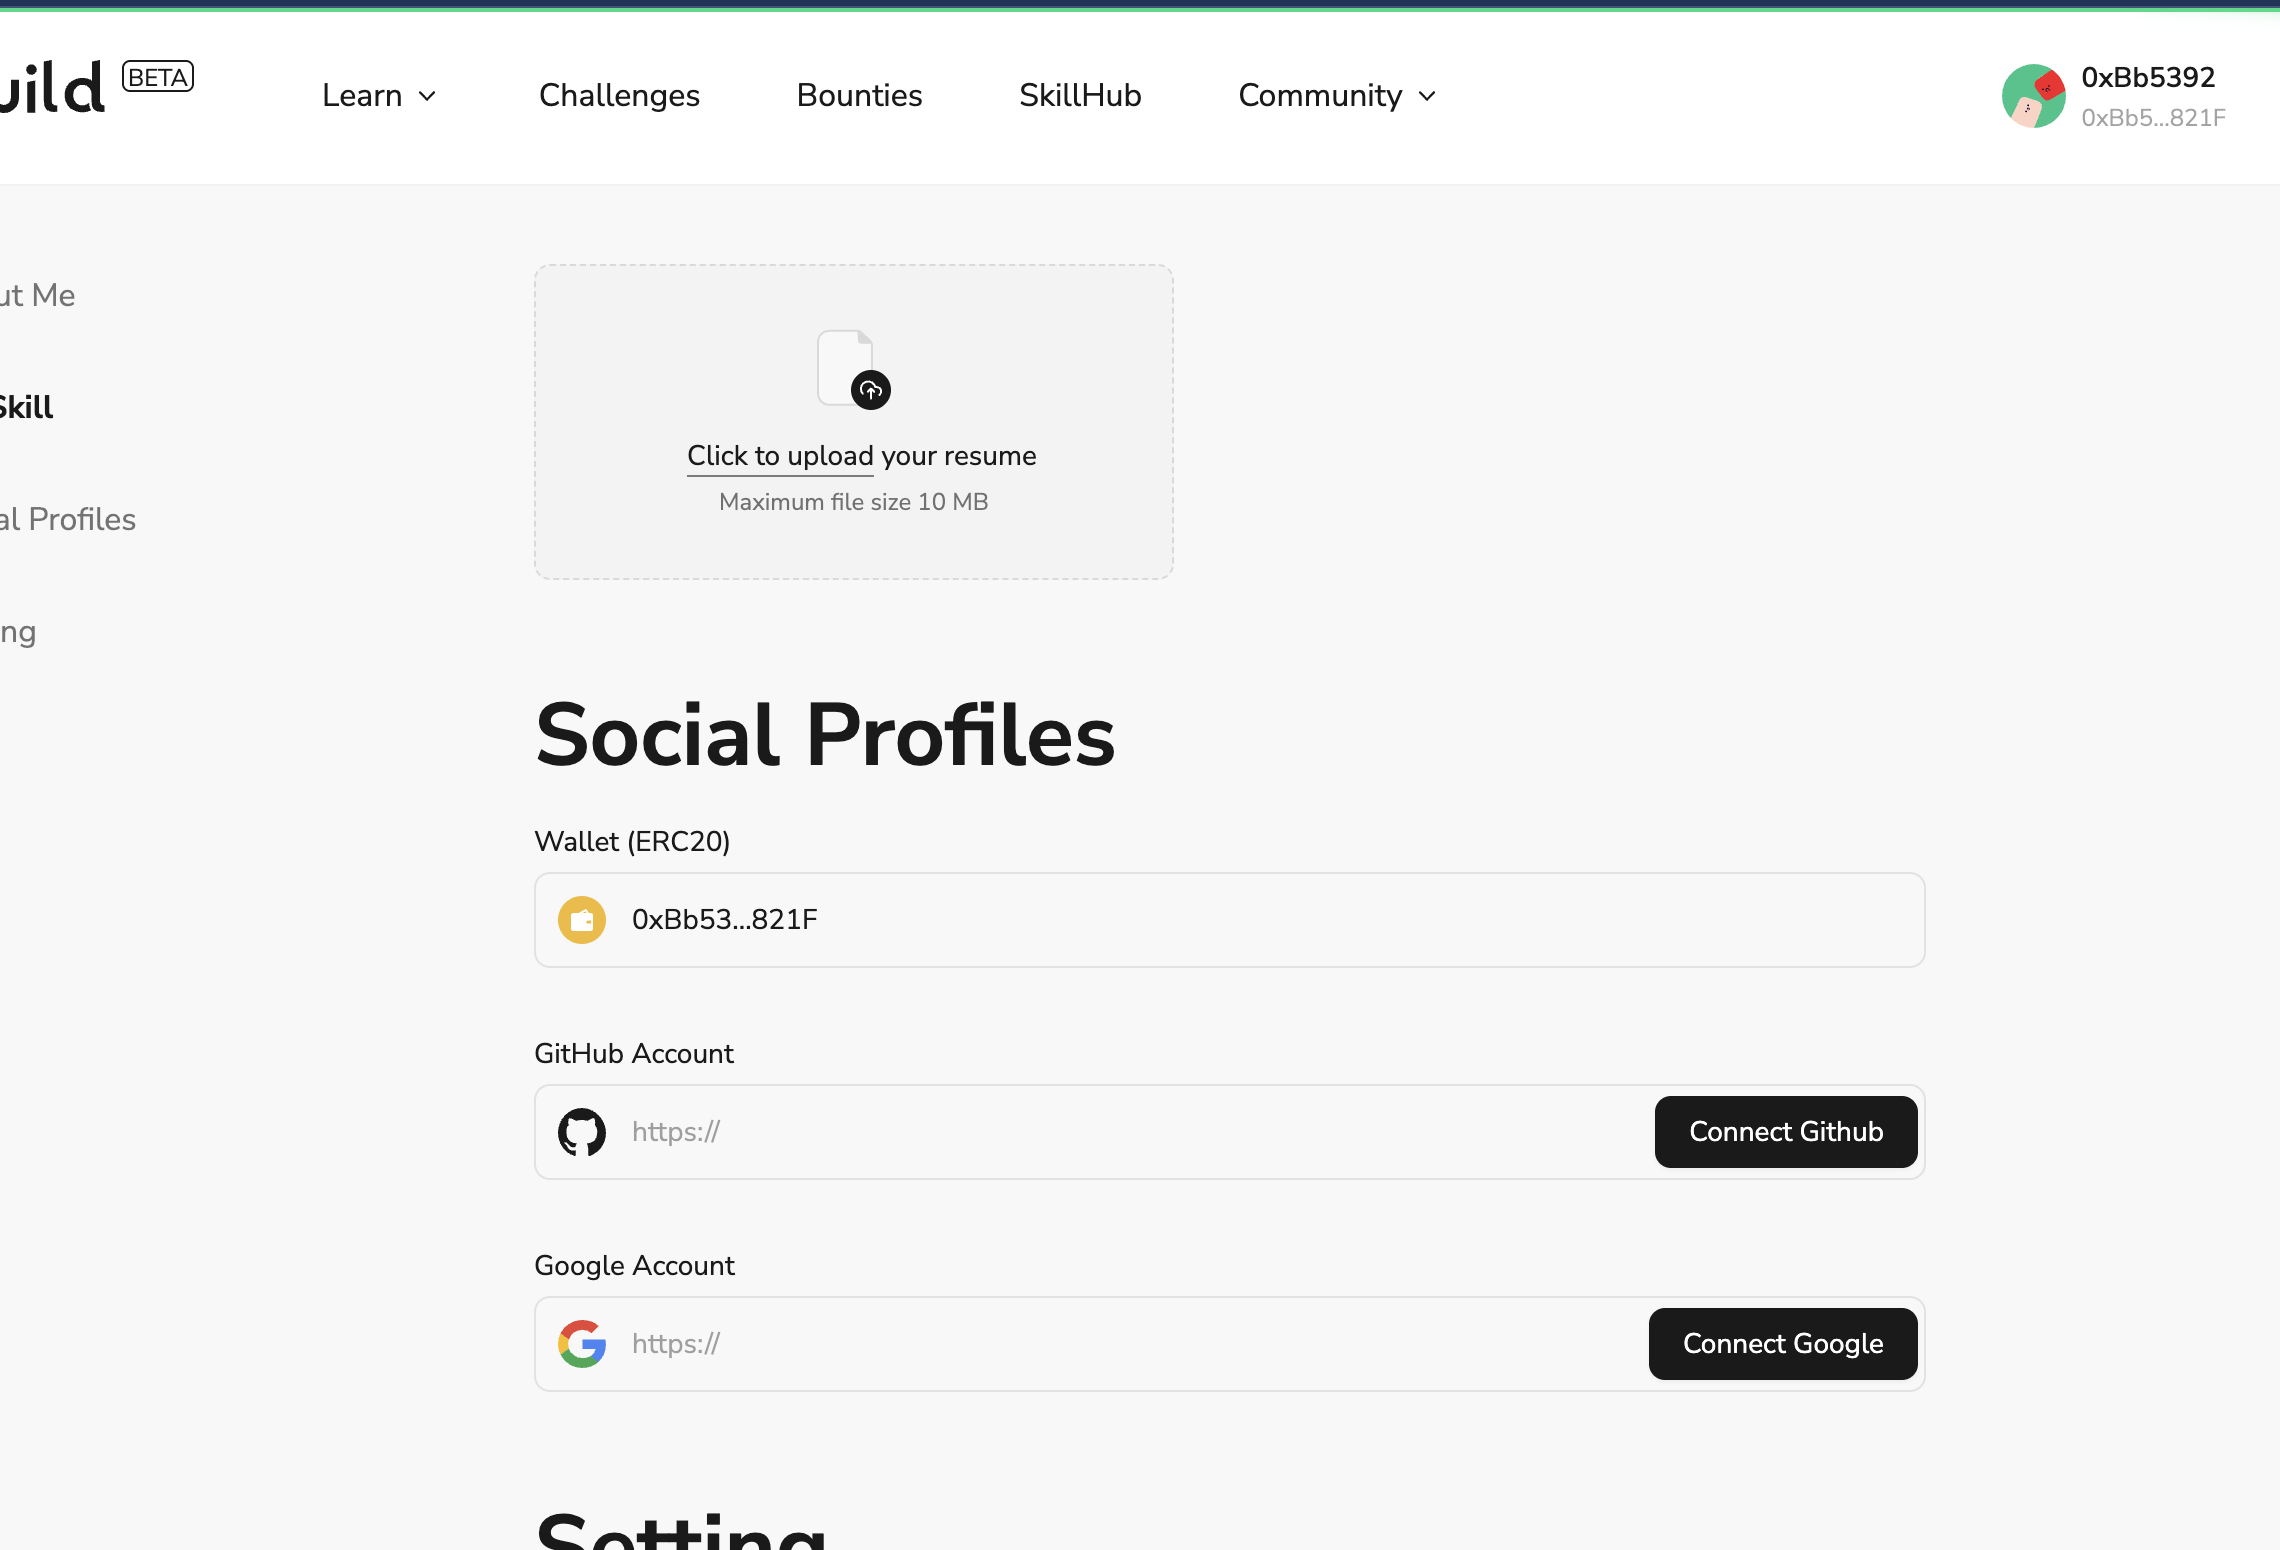 uild BETA
Learn
Challenges
Bounties
SkillHub
Community
0xBb5392
0xBb5...821F
ut Me
Skill
al Profiles
ng
Click to upload your resume
Maximum file size 10 MB
Social Profiles
Wallet (ERC20)
0xBb53...821F
GitHub Account
https://
Connect Github
Google Account
https://
Connect Google
Setting